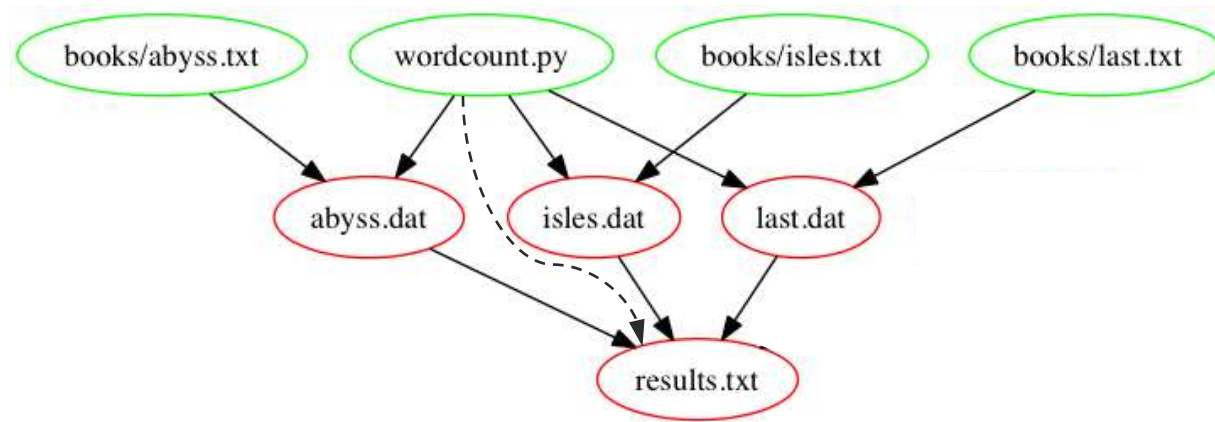 books/abyss.txt
wordcount.py
books/isles.txt
books/last.txt
abyss.dat
isles.dat
last.dat
results.txt